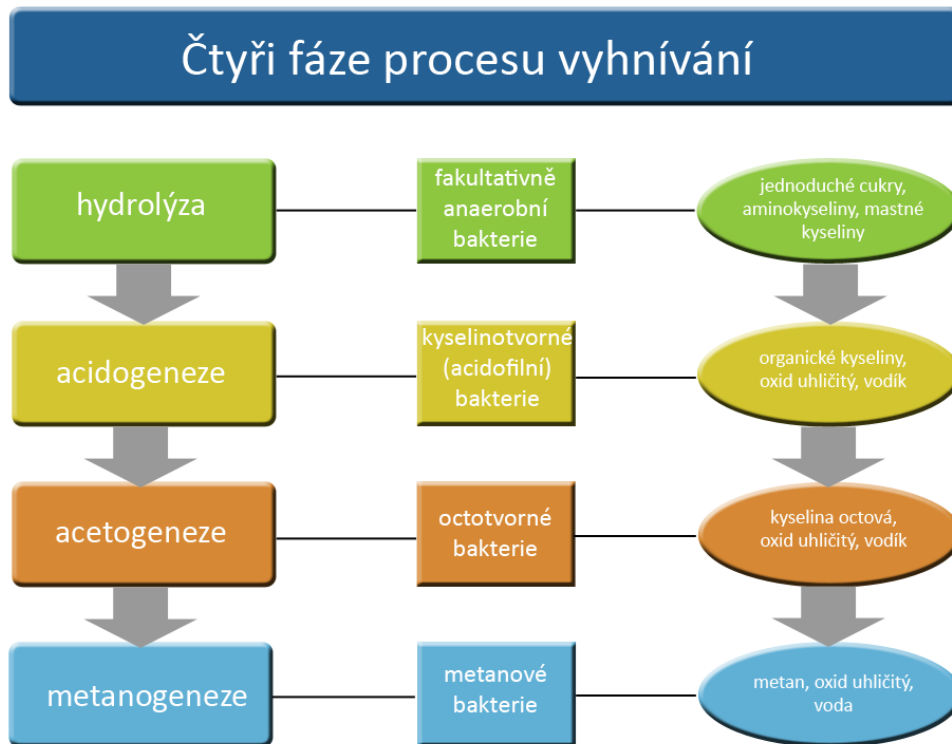 Čtyři fáze procesu vyhnívání
hydrolýza
fakultativně
anaerobní
bakterie
jednoduché cukry,
aminokyseliny, mastné
kyseliny
acidogeneze
kyselinotvorné
(acidofilní)
bakterie
organické kyseliny,
oxid uhličitý, vodík
acetogeneze
octotvorné
bakterie
kyselina octová,
oxid uhličitý, vodík
metanogeneze
metanové
bakterie
metan, oxid uhličitý,
voda